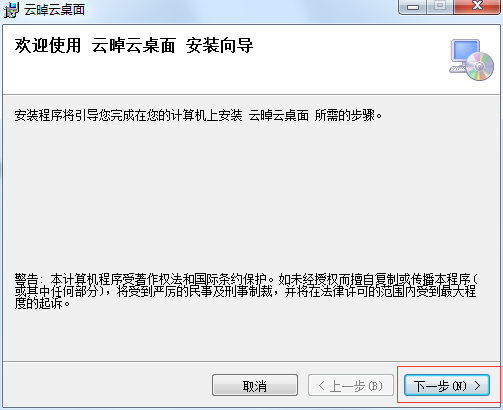 云晫云桌面
欢迎使用 云晫云桌面 安装向导
安装程序将引导您完成在您的计算机上安装 云晫云桌面 所需的步骤。
警告: 本计算机程序受著作权法和国际条约保护。如未经授权而擅自复制或传播本程序(
或其中任何部分)，将受到严厉的民事及刑事制裁，并将在法律许可的范围内受到最大程
度的起诉。
取消
< 上一步(B)
下一步(N) >